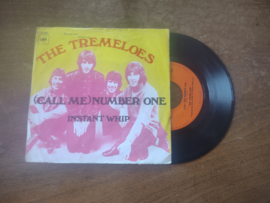 THE TREMELOES
(CALL ME) NUMBER ONE
INSTANT WHIP